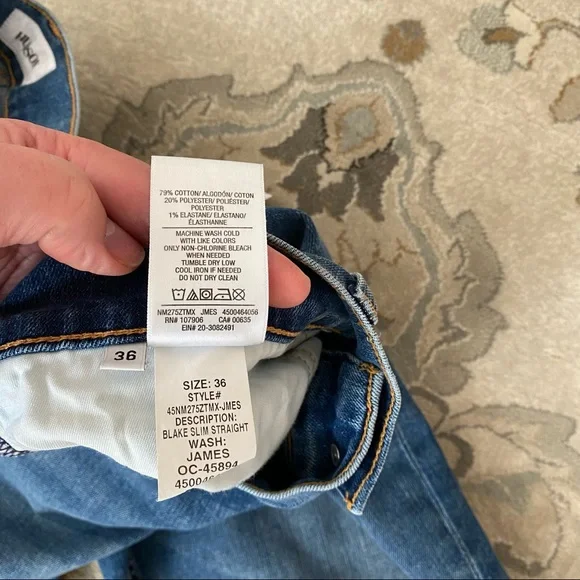 79% COTTON/ ALGODÓN/ COTON
20% POLYESTER/ POLIÉSTER/
POLYESTER
1% ELASTANE/ ELASTANO/
ÉLASTHANNE
MACHINE WASH COLD
WITH LIKE COLORS
ONLY NON-CHLORINE BLEACH
WHEN NEEDED
TUMBLE DRY LOW
COOL IRON IF NEEDED
DO NOT DRY CLEAN
NM275ZTMX JMES 4500464056
RN# 107906 CA# 00635
EIN# 20-3082491
36
SIZE: 36
STYLE#
45NM275ZTMX-JMES
DESCRIPTION:
BLAKE SLIM STRAIGHT
WASH:
JAMES
OC-45894